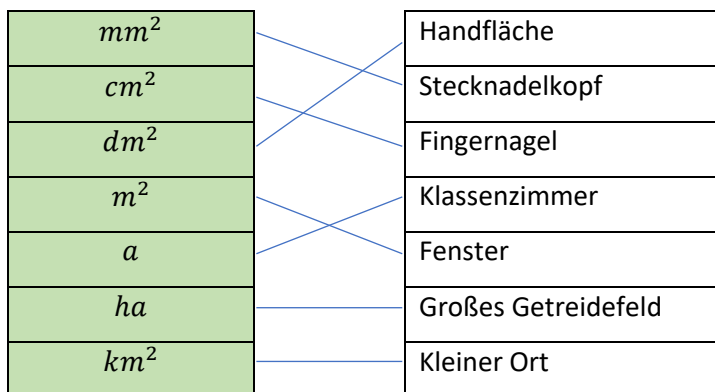 mm²
Handfläche
cm²
Stecknadelkopf
dm²
Fingernagel
m²
Klassenzimmer
a
Fenster
ha
Großes Getreidefeld
km²
Kleiner Ort